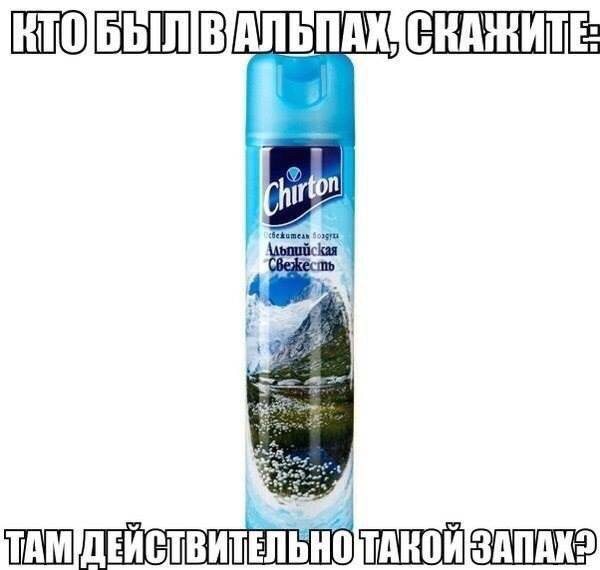 КТО БЫЛ В АЛЬПАХ, СКАЖИТЕ:
Chirton
Освежитель воздуха
Альпийская
Свежесть
ТАМ ДЕЙСТВИТЕЛЬНО ТАКОЙ ЗАПАХ?